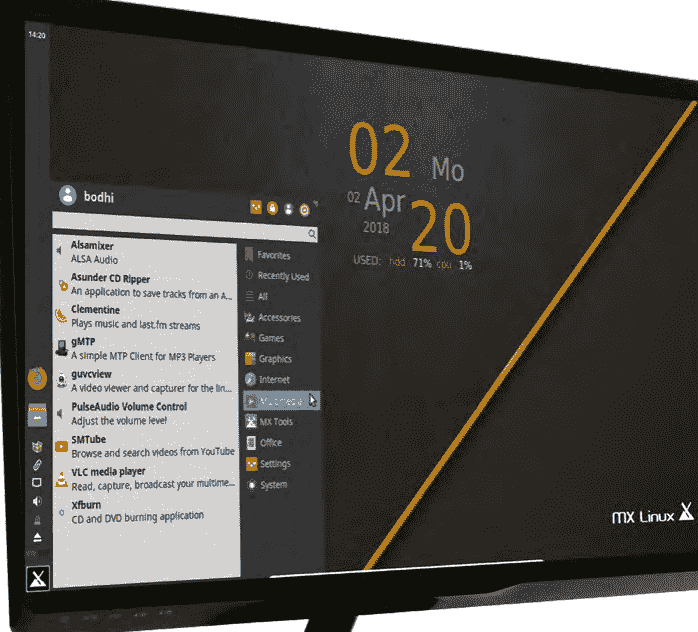 14:20
02 Mo
02 Apr 20
2018
USED: hdd 71% cpu 1%
bodhi
Alsamixer
ALSA Audio
Asunder CD Ripper
An application to save tracks from an A...
Clementine
Plays music and last.fm streams
gMTP
A simple MTP Client for MP3 Players
guvcview
A video viewer and capturer for the lin...
PulseAudio Volume Control
Adjust the volume level
SMTube
Browse and search videos from YouTube
VLC media player
Read, capture, broadcast your multime...
Xfburn
CD and DVD burning application
Favorites
Recently Used
All
Accessories
Games
Graphics
Internet
Multimedia
MX Tools
Office
Settings
System
MX Linux